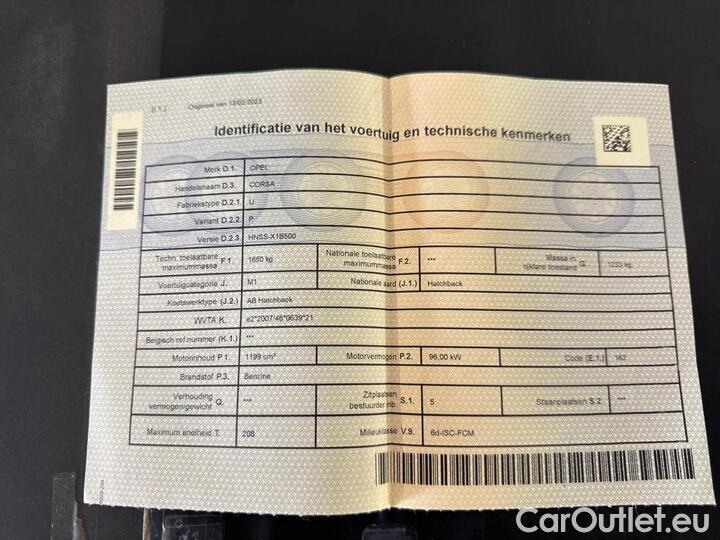 (I.1.) Origineel van 13/02/2023
Identificatie van het voertuig en technische kenmerken
Merk D.1. OPEL
Handelsnaam D.3. CORSA
Fabriekstype D.2.1. U
Variant D.2.2. P
Versie D.2.3 HNSS-X1B500
Techn. toelaatbare maximummassa F.1. 1650 kg Nationale toelaatbare maximummassa F.2. *** Massa in rijklare toestand G. 1233 kg
Voertuigcategorie J. M1 Nationale aard (J.1.) Hatchback
Koetswerktype (J.2.) AB Hatchback
WVTA K. e2*2007/46*0639*21
Belgisch ref.nummer (K.1.) ***
Motorinhoud P.1. 1199 cm³ Motorvermogen P.2. 96,00 kW Code (E.1.) 163
Brandstof P.3. Benzine
Verhouding vermogen/gewicht Q. *** Zitplaatsen bestuurder inb. S.1. 5 Staanplaatsen S.2. ***
Maximum snelheid T. 208 Milieuklasse V.9. 6d-ISC-FCM
CarOutlet.eu